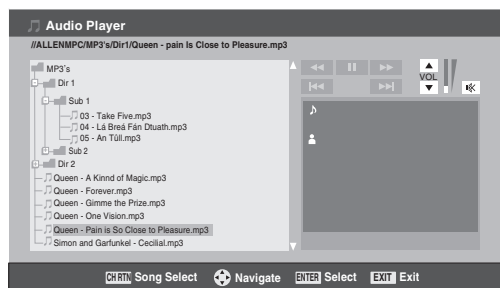 Audio Player
//ALLENMPC/MP3's/Dir1/Queen - pain Is Close to Pleasure.mp3
MP3's
Dir 1
Sub 1
03 - Take Five.mp3
04 - Lá Breá Fán Dtuath.mp3
05 - An Tûll.mp3
Sub 2
Dir 2
Queen - A Kinnd of Magic.mp3
Queen - Forever.mp3
Queen - Gimme the Prize.mp3
Queen - One Vision.mp3
Queen - Pain is So Close to Pleasure.mp3
Simon and Garfunkel - Cecilial.mp3
VOL
CH RTN Song Select Navigate ENTER Select EXIT Exit